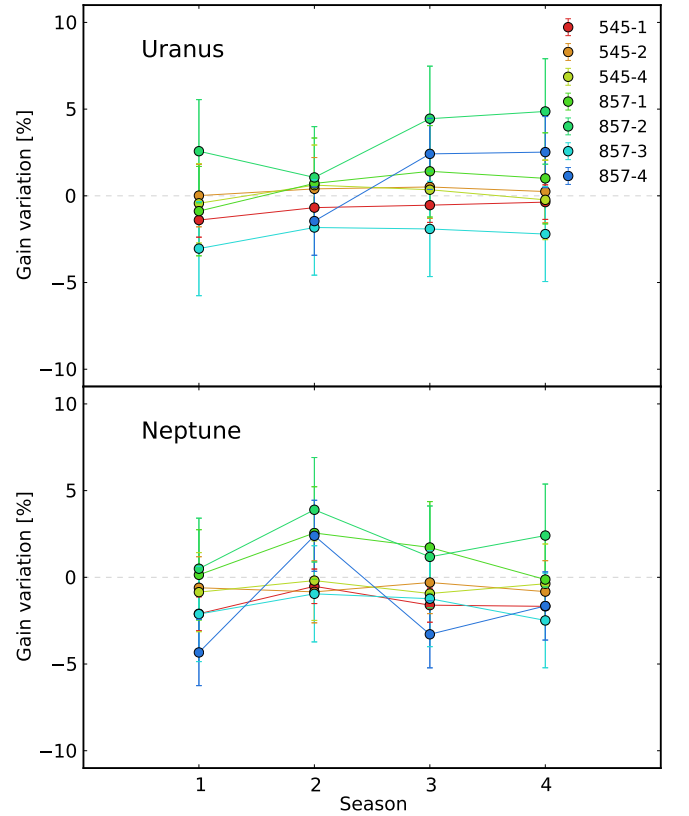 Uranus
545-1
545-2
545-4
857-1
857-2
857-3
857-4
10
5
0
−5
−10
Gain variation [%]
Neptune
10
5
0
−5
−10
Gain variation [%]
1 2 3 4
Season